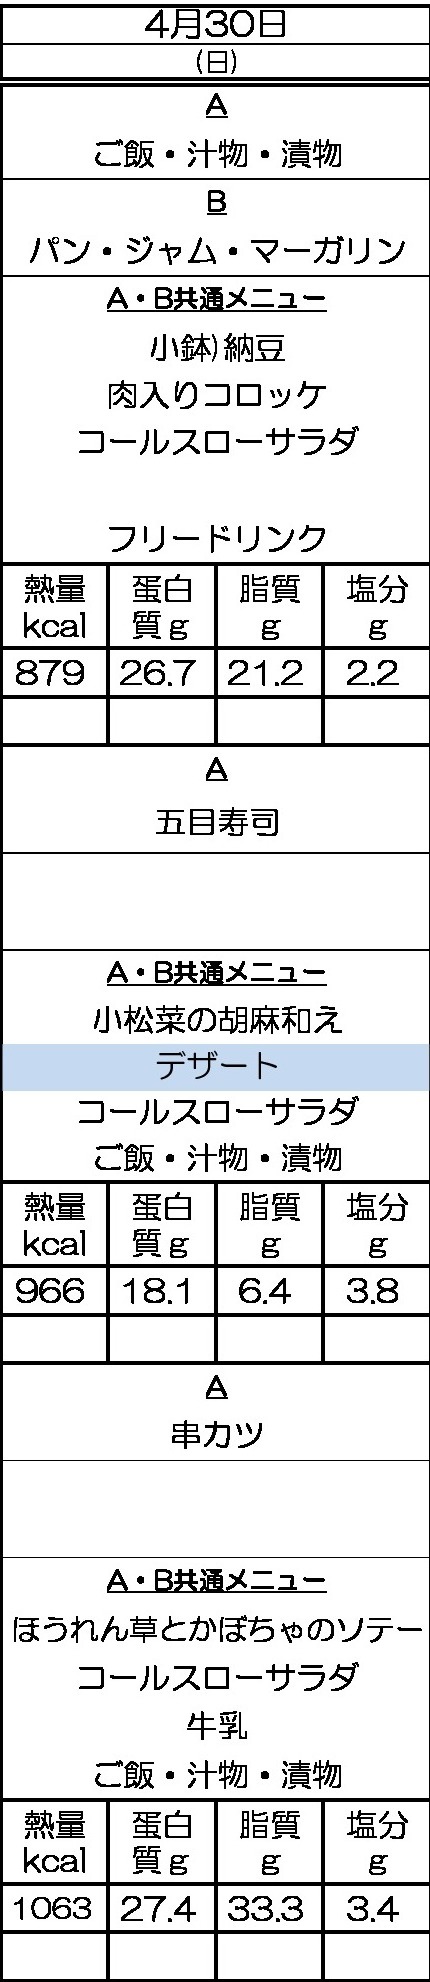 4月30日
(日)
A
ご飯・汁物・漬物
B
パン・ジャム・マーガリン
A・B共通メニュー
小鉢)納豆
肉入りコロッケ
コールスローサラダ
フリードリンク
熱量 蛋白 脂質 塩分
kcal 質g g g
879 26.7 21.2 2.2
A
五目寿司
A・B共通メニュー
小松菜の胡麻和え
デザート
コールスローサラダ
ご飯・汁物・漬物
熱量 蛋白 脂質 塩分
kcal 質g g g
966 18.1 6.4 3.8
A
串カツ
A・B共通メニュー
ほうれん草とかぼちゃのソテー
コールスローサラダ
牛乳
ご飯・汁物・漬物
熱量 蛋白 脂質 塩分
kcal 質g g g
1063 27.4 33.3 3.4